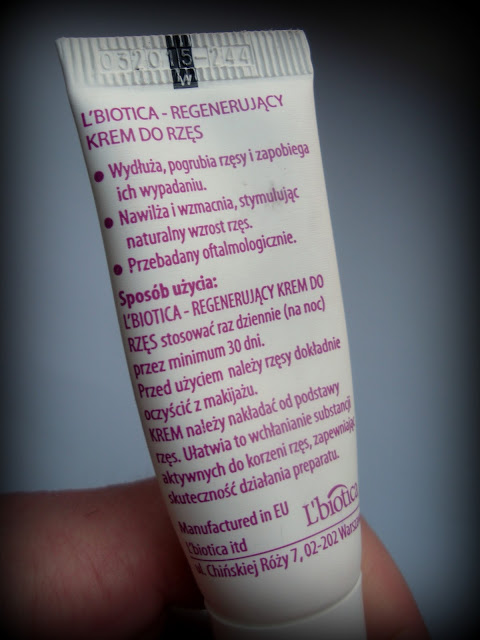 032015-244
W
L'BIOTICA - REGENERUJĄCY
KREM DO RZĘS
• Wydłuża, pogrubia rzęsy i zapobiega
ich wypadaniu.
• Nawilża i wzmacnia, stymulując
naturalny wzrost rzęs.
• Przebadany oftalmologicznie.
Sposób użycia:
L'BIOTICA - REGENERUJĄCY KREM DO
RZĘS stosować raz dziennie (na noc)
przez minimum 30 dni.
Przed użyciem należy rzęsy dokładnie
oczyścić z makijażu.
KREM należy nakładać od podstawy
rzęs. Ułatwia to wchłanianie substancji
aktywnych do korzeni rzęs, zapewniając
skuteczność działania preparatu.
Manufactured in EU
L'biotica
L'biotica itd
ul. Chińskiej Róży 7, 02-202